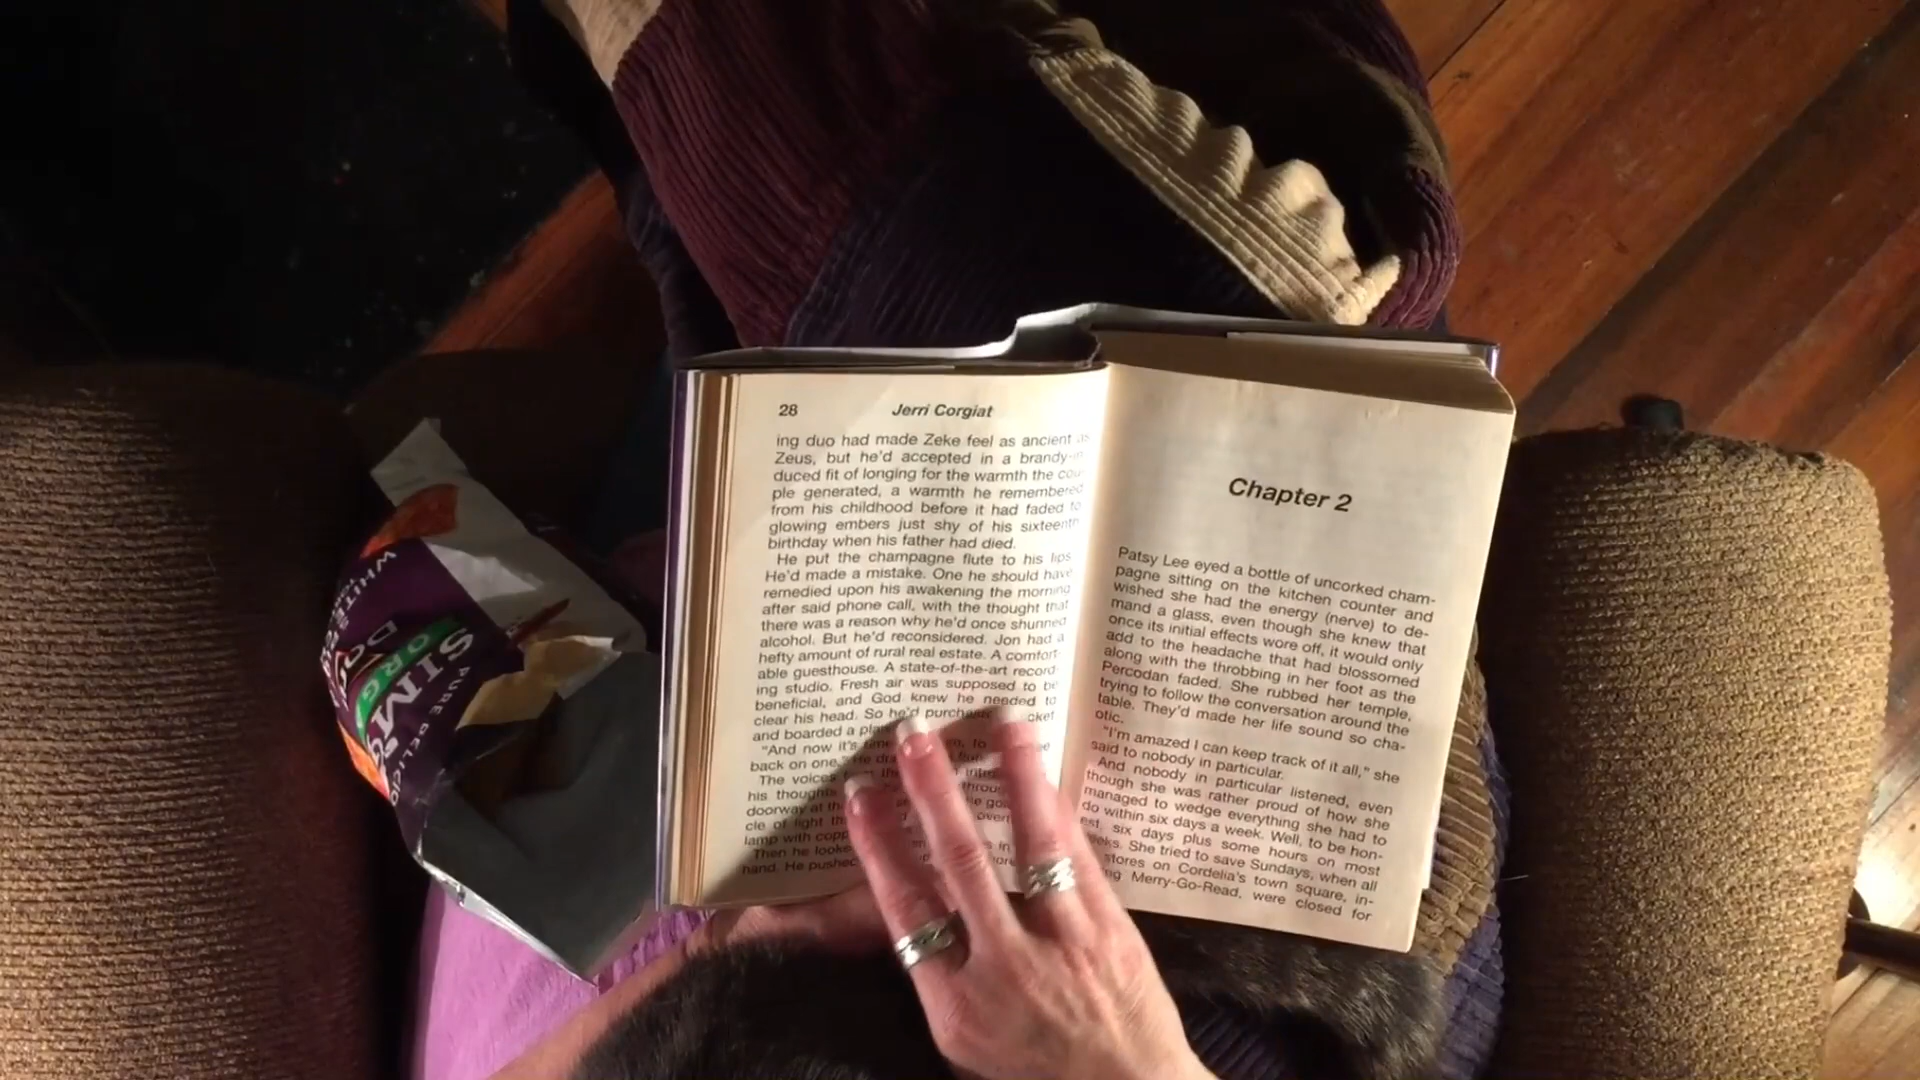 28 Jerri Corgiat
ing duo had made Zeke feel as ancient as
Zeus, but he'd accepted in a brandy-in
duced fit of longing for the warmth the cou
ple generated, a warmth he remembered
from his childhood before it had faded to
glowing embers just shy of his sixteenth
birthday when his father had died.
He put the champagne flute to his lips
He'd made a mistake. One he should have
remedied upon his awakening the morning
after said phone call, with the thought that
there was a reason why he'd once shunned
alcohol. But he'd reconsidered. Jon had a
hefty amount of rural real estate. A comfort-
able guesthouse. A state-of-the-art record-
ing studio. Fresh air was supposed to be
beneficial, and God knew he needed to
clear his head. So he'd
and boarded a
"And now it's
back on one,"
The voices
his thoughts
doorway at
cle of light
lamp with
Then he looke
hand. He pushed
Chapter 2
Patsy Lee eyed a bottle of uncorked cham-
pagne sitting on the kitchen counter and
wished she had the energy (nerve) to de-
mand a glass, even though she knew that
once its initial effects wore off, it would only
add to the headache that had blossomed
along with the throbbing in her foot as the
Percodan faded. She rubbed her temple,
trying to follow the conversation around the
table. They'd made her life sound so cha-
otic.
"I'm amazed I can keep track of it all," she
said to nobody in particular.
And nobody in particular listened, even
though she was rather proud of how she
managed to wedge everything she had to
do within six days a week. Well, to be hon-
est, six days plus some hours on most
She tried to save Sundays, when all
stores on Cordelia's town square, in-
Merry-Go-Read, were closed for
WHITE
ORG
SIM
PURE DELICIO